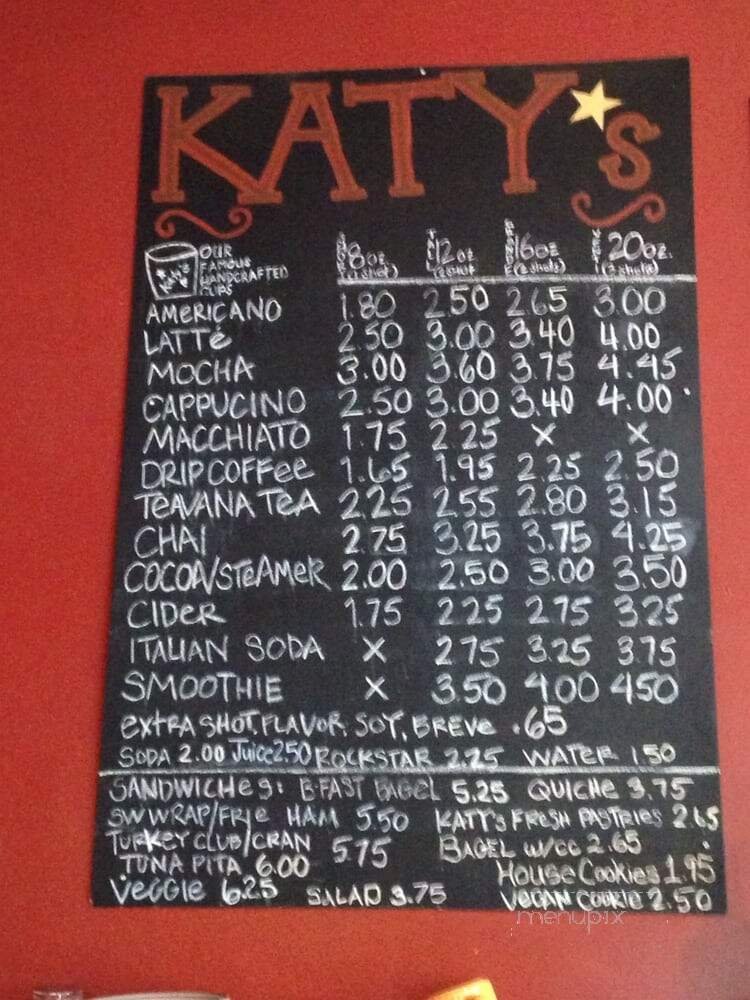 KATY's
OUR FAMOUS HANDCRAFTED CUPS
8oz 12oz 16oz 20oz.
(1 shot) (2 shots)
AMERICANO 1.80 2.50 2.65 3.00
LATTé 2.50 3.00 3.40 4.00
MOCHA 3.00 3.60 3.75 4.45
CAPPUCINO 2.50 3.00 3.40 4.00
MACCHIATO 1.75 2.25 X X
DRIP COFFee 1.65 1.95 2.25 2.50
TeAVANA TeA 2.25 2.55 2.80 3.15
CHAI 2.75 3.25 3.75 4.25
COCOA/STeAMeR 2.00 2.50 3.00 3.50
CIDeR 1.75 2.25 2.75 3.25
ITALIAN SODA X 2.75 3.25 3.75
SMOOTHIE X 3.50 4.00 4.50
eXTRA SHOT, FLAVOR, SOY, BReVe .65
SODA 2.00 Juice 2.50 ROCKSTAR 2.25 WATeR 1.50
SANDWICHeS: B-FAST BAGEL 5.25 QUICHe 3.75
SW WRAP/FRIe HAM 5.50 KATY'S FReSH PASTRIeS 2.65
TURKeY CLUB/CRAN 5.75 BAGEL w/cc 2.65
TUNA PITA 6.00 HOUSe COOKieS 1.95
VeGGIe 6.25 SALAD 3.75 VEGAN COOKIe 2.50
menupix